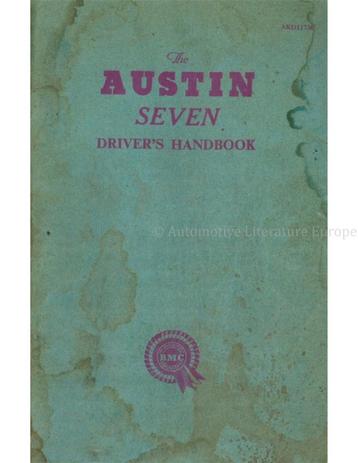 The
AUSTIN
SEVEN
DRIVER'S HANDBOOK
© Automotive Literature Europe
BMC